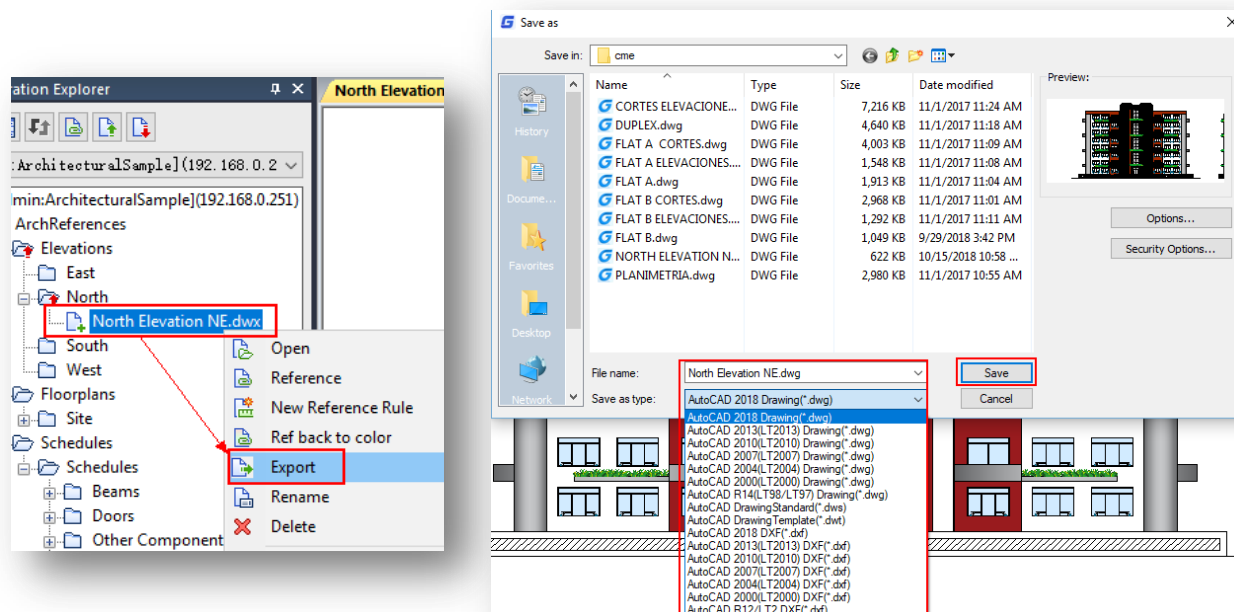 ration Explorer
North Elevation
:ArchitecturalSample](192.168.0.2
lmin:ArchitecturalSample](192.168.0.251)
ArchReferences
Elevations
East
North
North Elevation NE.dwx
South
West
Floorplans
Site
Schedules
Schedules
Beams
Doors
Other Component
Open
Reference
New Reference Rule
Ref back to color
Export
Rename
Delete
Save as
Save in:
cme
Name Type Size Date modified
CORTES ELEVACIONE... DWG File 7,216 KB 11/1/2017 11:24 AM
DUPLEX.dwg DWG File 4,640 KB 11/1/2017 11:18 AM
FLAT A CORTES.dwg DWG File 4,003 KB 11/1/2017 11:09 AM
FLAT A ELEVACIONES.... DWG File 1,548 KB 11/1/2017 11:08 AM
FLAT A.dwg DWG File 1,913 KB 11/1/2017 11:04 AM
FLAT B CORTES.dwg DWG File 2,968 KB 11/1/2017 11:01 AM
FLAT B ELEVACIONES.... DWG File 1,292 KB 11/1/2017 11:11 AM
FLAT B.dwg DWG File 1,049 KB 9/29/2018 3:42 PM
NORTH ELEVATION N... DWG File 622 KB 10/15/2018 10:58 ...
PLANIMETRIA.dwg DWG File 2,980 KB 11/1/2017 10:55 AM
History
Docume...
Favorites
Desktop
Network
Preview:
Options...
Security Options...
File name:
North Elevation NE.dwg
Save
Save as type:
AutoCAD 2018 Drawing(*.dwg)
Cancel
AutoCAD 2018 Drawing(*.dwg)
AutoCAD 2013(LT2013) Drawing(*.dwg)
AutoCAD 2010(LT2010) Drawing(*.dwg)
AutoCAD 2007(LT2007) Drawing(*.dwg)
AutoCAD 2004(LT2004) Drawing(*.dwg)
AutoCAD 2000(LT2000) Drawing(*.dwg)
AutoCAD R14(LT98/LT97) Drawing(*.dwg)
AutoCAD DrawingStandard(*.dws)
AutoCAD DrawingTemplate(*.dwt)
AutoCAD 2018 DXF(*.dxf)
AutoCAD 2013(LT2013) DXF(*.dxf)
AutoCAD 2010(LT2010) DXF(*.dxf)
AutoCAD 2007(LT2007) DXF(*.dxf)
AutoCAD 2004(LT2004) DXF(*.dxf)
AutoCAD 2000(LT2000) DXF(*.dxf)
AutoCAD R12/LT2 DXF(*.dxf)